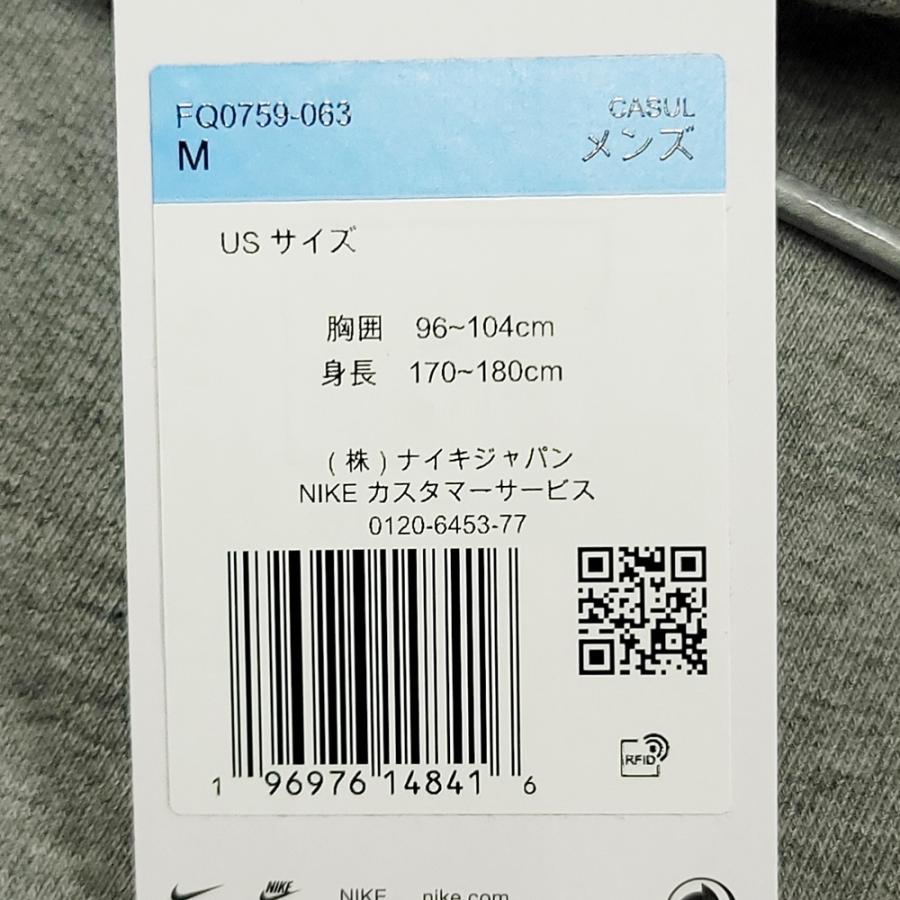 FQ0759-063
CASUL
M
メンズ
US サイズ
胸囲 96~104cm
身長 170~180cm
(株)ナイキジャパン
NIKE カスタマーサービス
0120-6453-77
1 96976 14841 6
RFID
NIKE NIKE nike.com